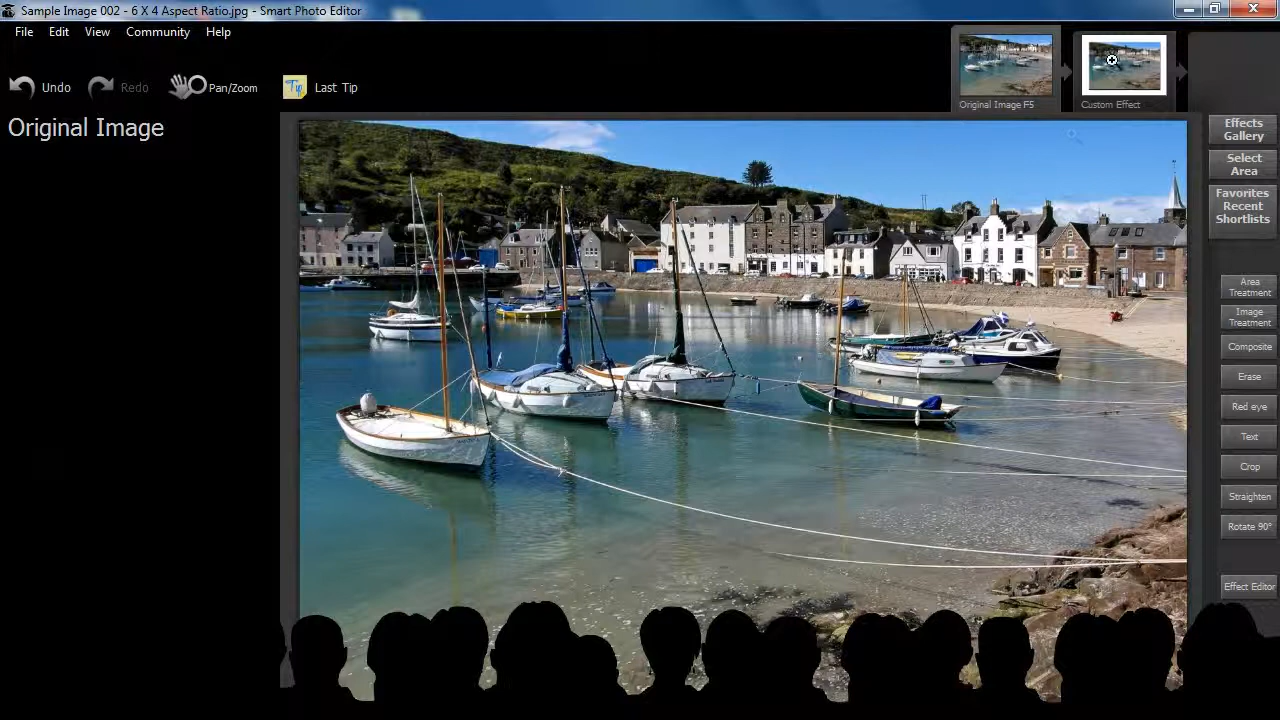 Sample Image 002 - 6 X 4 Aspect Ratio.jpg - Smart Photo Editor
File Edit View Community Help
Undo Redo Pan/Zoom Tip Last Tip
Original Image F5
Custom Effect
Original Image
Effects
Gallery
Select
Area
Favorites
Recent
Shortlists
Area
Treatment
Image
Treatment
Composite
Erase
Red eye
Text
Crop
Straighten
Rotate 90°
Effect Editor